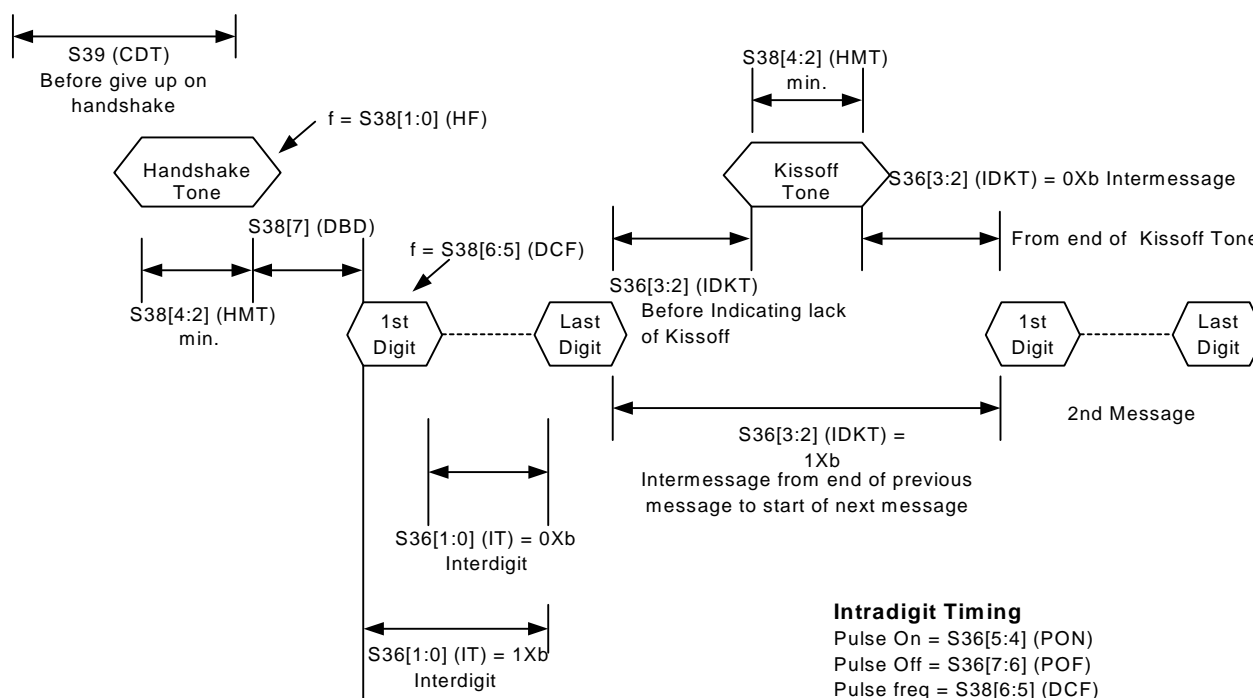 S39 (CDT)
Before give up on
handshake
f = S38[1:0] (HF)
Handshake
Tone
S38[4:2] (HMT)
min.
Kissoff
Tone
S36[3:2] (IDKT) = 0Xb Intermessage
From end of Kissoff Tone
S38[7] (DBD)
f = S38[6:5] (DCF)
S38[4:2] (HMT)
min.
S36[3:2] (IDKT)
Before Indicating lack
of Kissoff
1st
Digit
Last
Digit
1st
Digit
Last
Digit
2nd Message
S36[3:2] (IDKT) =
1Xb
Intermessage from end of previous
message to start of next message
S36[1:0] (IT) = 0Xb
Interdigit
S36[1:0] (IT) = 1Xb
Interdigit
Intradigit Timing
Pulse On = S36[5:4] (PON)
Pulse Off = S36[7:6] (POF)
Pulse freq = S38[6:5] (DCF)